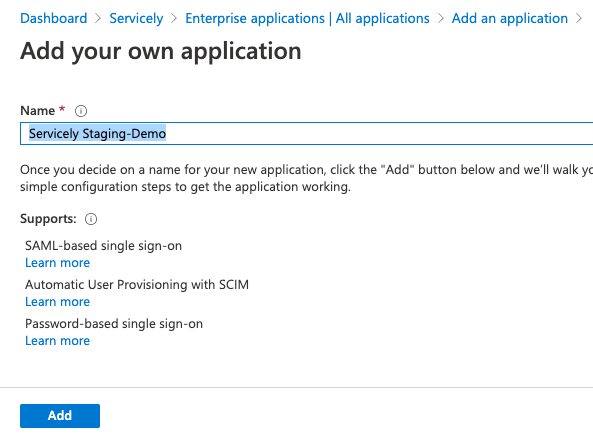 Dashboard > Servicely > Enterprise applications | All applications > Add an application >
Add your own application
Name *
Servicely Staging-Demo
Once you decide on a name for your new application, click the "Add" button below and we'll walk
simple configuration steps to get the application working.
Supports:
SAML-based single sign-on
Learn more
Automatic User Provisioning with SCIM
Learn more
Password-based single sign-on
Learn more
Add